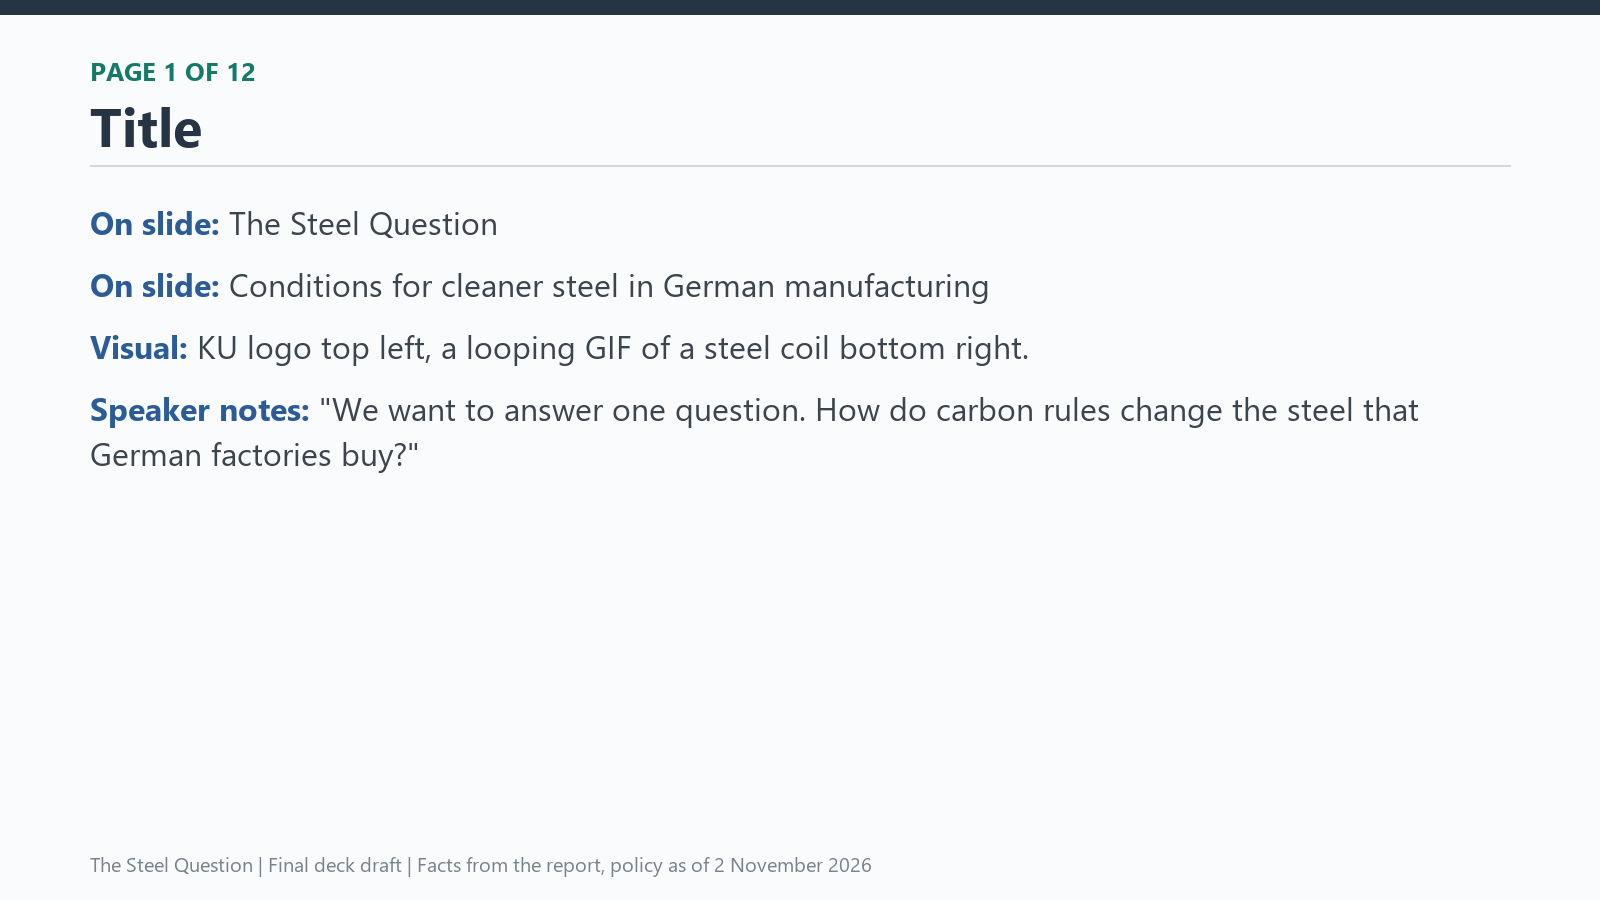 PAGE 1 OF 12
Title
On slide: The Steel Question
On slide: Conditions for cleaner steel in German manufacturing
Visual: KU logo top left, a looping GIF of a steel coil bottom right.
Speaker notes: "We want to answer one question. How do carbon rules change the steel that
German factories buy?"
The Steel Question | Final deck draft | Facts from the report, policy as of 2 November 2026